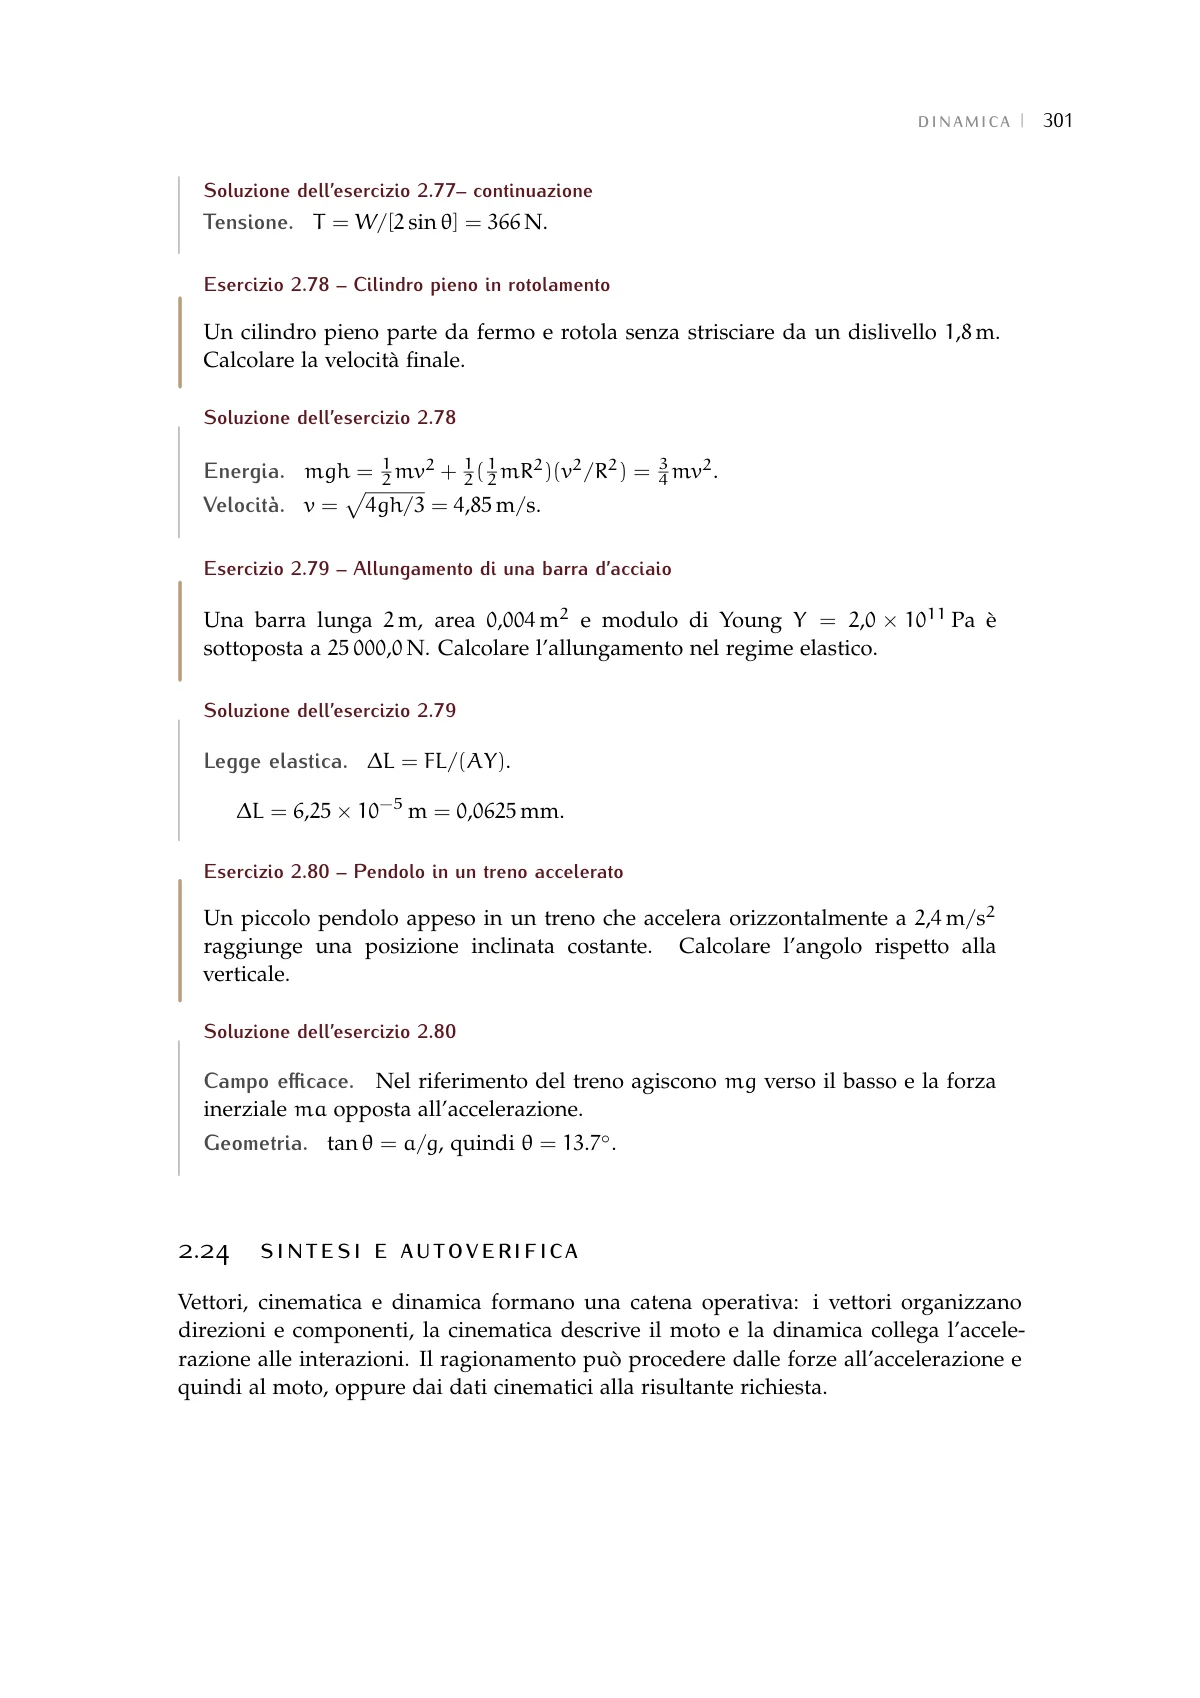 DINAMICA | 301
Soluzione dell'esercizio 2.77– continuazione
Tensione. T = W/[2 sin θ] = 366 N.
Esercizio 2.78 – Cilindro pieno in rotolamento
Un cilindro pieno parte da fermo e rotola senza strisciare da un dislivello 1,8 m.
Calcolare la velocità finale.
Soluzione dell'esercizio 2.78
Energia. mgh = ½mv² + ½(½mR²)(v²/R²) = ¾mv².
Velocità. v = √(4gh/3) = 4,85 m/s.
Esercizio 2.79 – Allungamento di una barra d'acciaio
Una barra lunga 2 m, area 0,004 m² e modulo di Young Y = 2,0 × 10¹¹ Pa è
sottoposta a 25 000,0 N. Calcolare l'allungamento nel regime elastico.
Soluzione dell'esercizio 2.79
Legge elastica. ΔL = FL/(AY).
ΔL = 6,25 × 10⁻⁵ m = 0,0625 mm.
Esercizio 2.80 – Pendolo in un treno accelerato
Un piccolo pendolo appeso in un treno che accelera orizzontalmente a 2,4 m/s²
raggiunge una posizione inclinata costante. Calcolare l'angolo rispetto alla
verticale.
Soluzione dell'esercizio 2.80
Campo efficace. Nel riferimento del treno agiscono mg verso il basso e la forza
inerziale ma opposta all'accelerazione.
Geometria. tan θ = a/g, quindi θ = 13.7°.
2.24 SINTESI E AUTOVERIFICA
Vettori, cinematica e dinamica formano una catena operativa: i vettori organizzano
direzioni e componenti, la cinematica descrive il moto e la dinamica collega l'accele-
razione alle interazioni. Il ragionamento può procedere dalle forze all'accelerazione e
quindi al moto, oppure dai dati cinematici alla risultante richiesta.